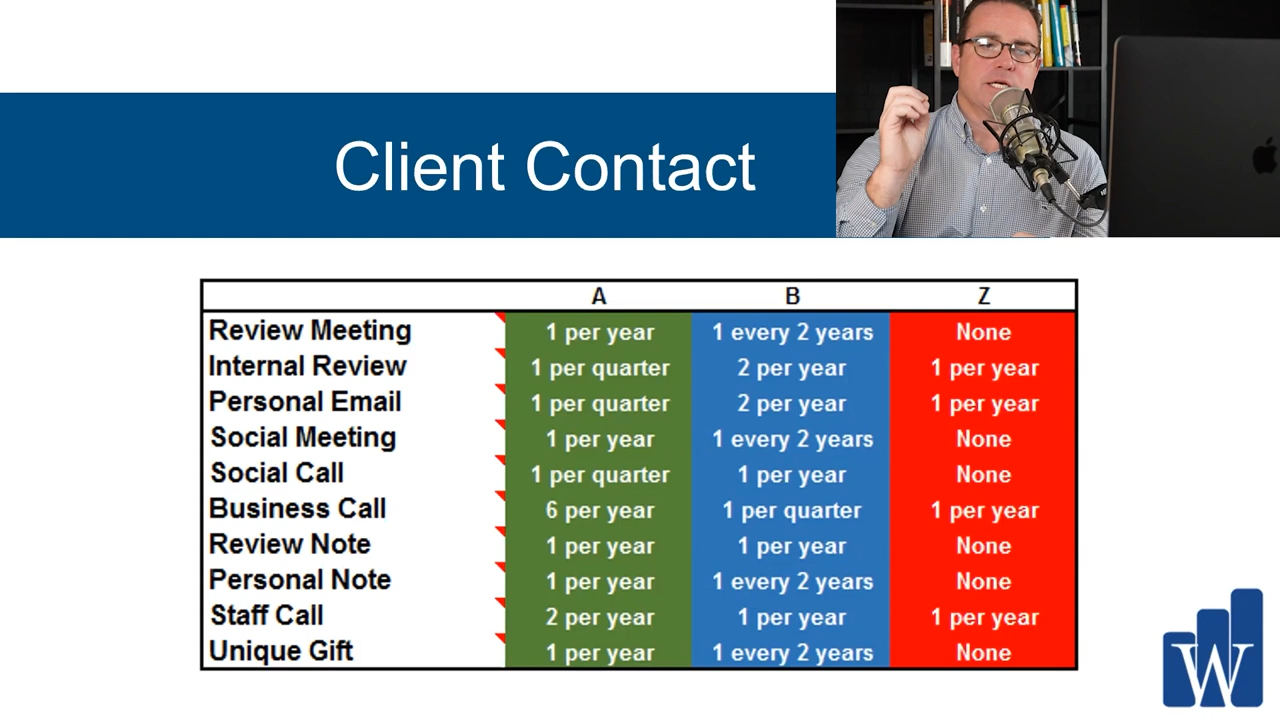 Client Contact
A B Z
Review Meeting 1 per year 1 every 2 years None
Internal Review 1 per quarter 2 per year 1 per year
Personal Email 1 per quarter 2 per year 1 per year
Social Meeting 1 per year 1 every 2 years None
Social Call 1 per quarter 1 per year None
Business Call 6 per year 1 per quarter 1 per year
Review Note 1 per year 1 per year None
Personal Note 1 per year 1 every 2 years None
Staff Call 2 per year 1 per year 1 per year
Unique Gift 1 per year 1 every 2 years None
W